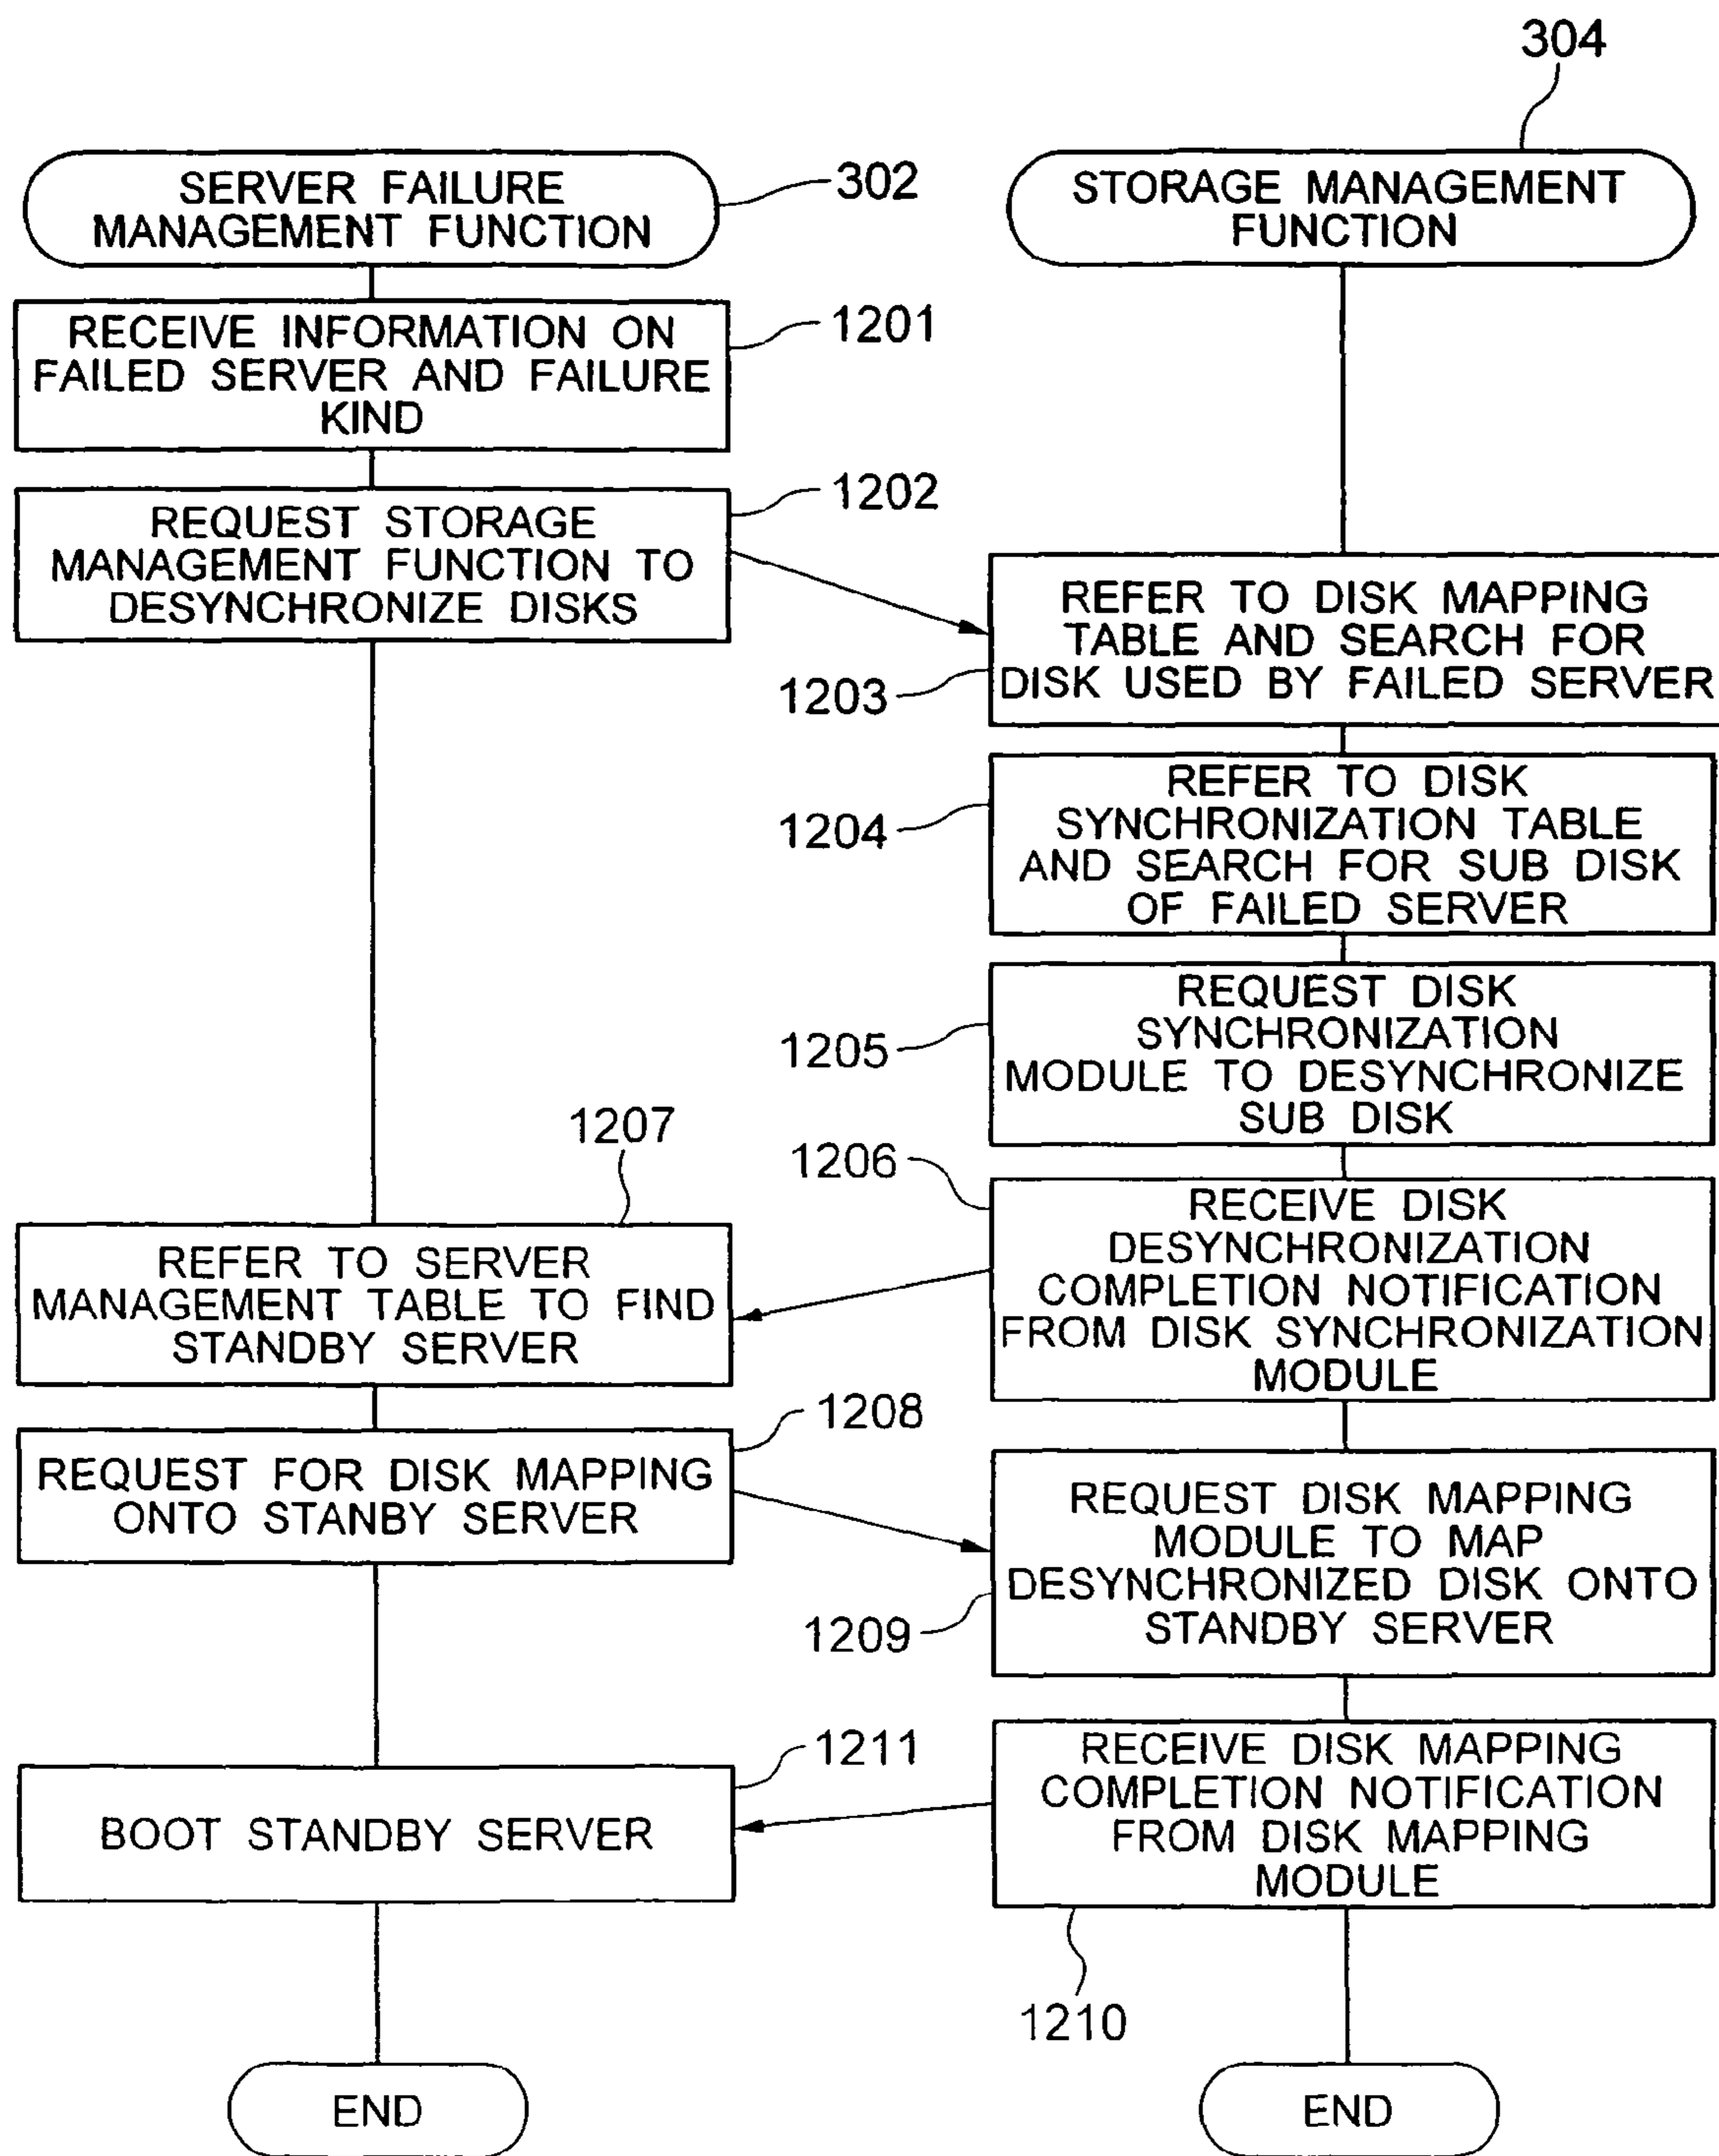 304
SERVER FAILURE
MANAGEMENT FUNCTION
302
STORAGE MANAGEMENT
FUNCTION
RECEIVE INFORMATION ON
FAILED SERVER AND FAILURE
KIND
1201
REQUEST STORAGE
MANAGEMENT FUNCTION TO
DESYNCHRONIZE DISKS
1202
REFER TO DISK MAPPING
TABLE AND SEARCH FOR
DISK USED BY FAILED SERVER
1203
REFER TO DISK
SYNCHRONIZATION TABLE
AND SEARCH FOR SUB DISK
OF FAILED SERVER
1204
REQUEST DISK
SYNCHRONIZATION
MODULE TO DESYNCHRONIZE
SUB DISK
1205
1206
RECEIVE DISK
DESYNCHRONIZATION
COMPLETION NOTIFICATION
FROM DISK SYNCHRONIZATION
MODULE
1207
REFER TO SERVER
MANAGEMENT TABLE TO FIND
STANDBY SERVER
1208
REQUEST FOR DISK MAPPING
ONTO STANBY SERVER
REQUEST DISK MAPPING
MODULE TO MAP
DESYNCHRONIZED DISK ONTO
STANDBY SERVER
1209
RECEIVE DISK MAPPING
COMPLETION NOTIFICATION
FROM DISK MAPPING
MODULE
1210
1211
BOOT STANDBY SERVER
END
END